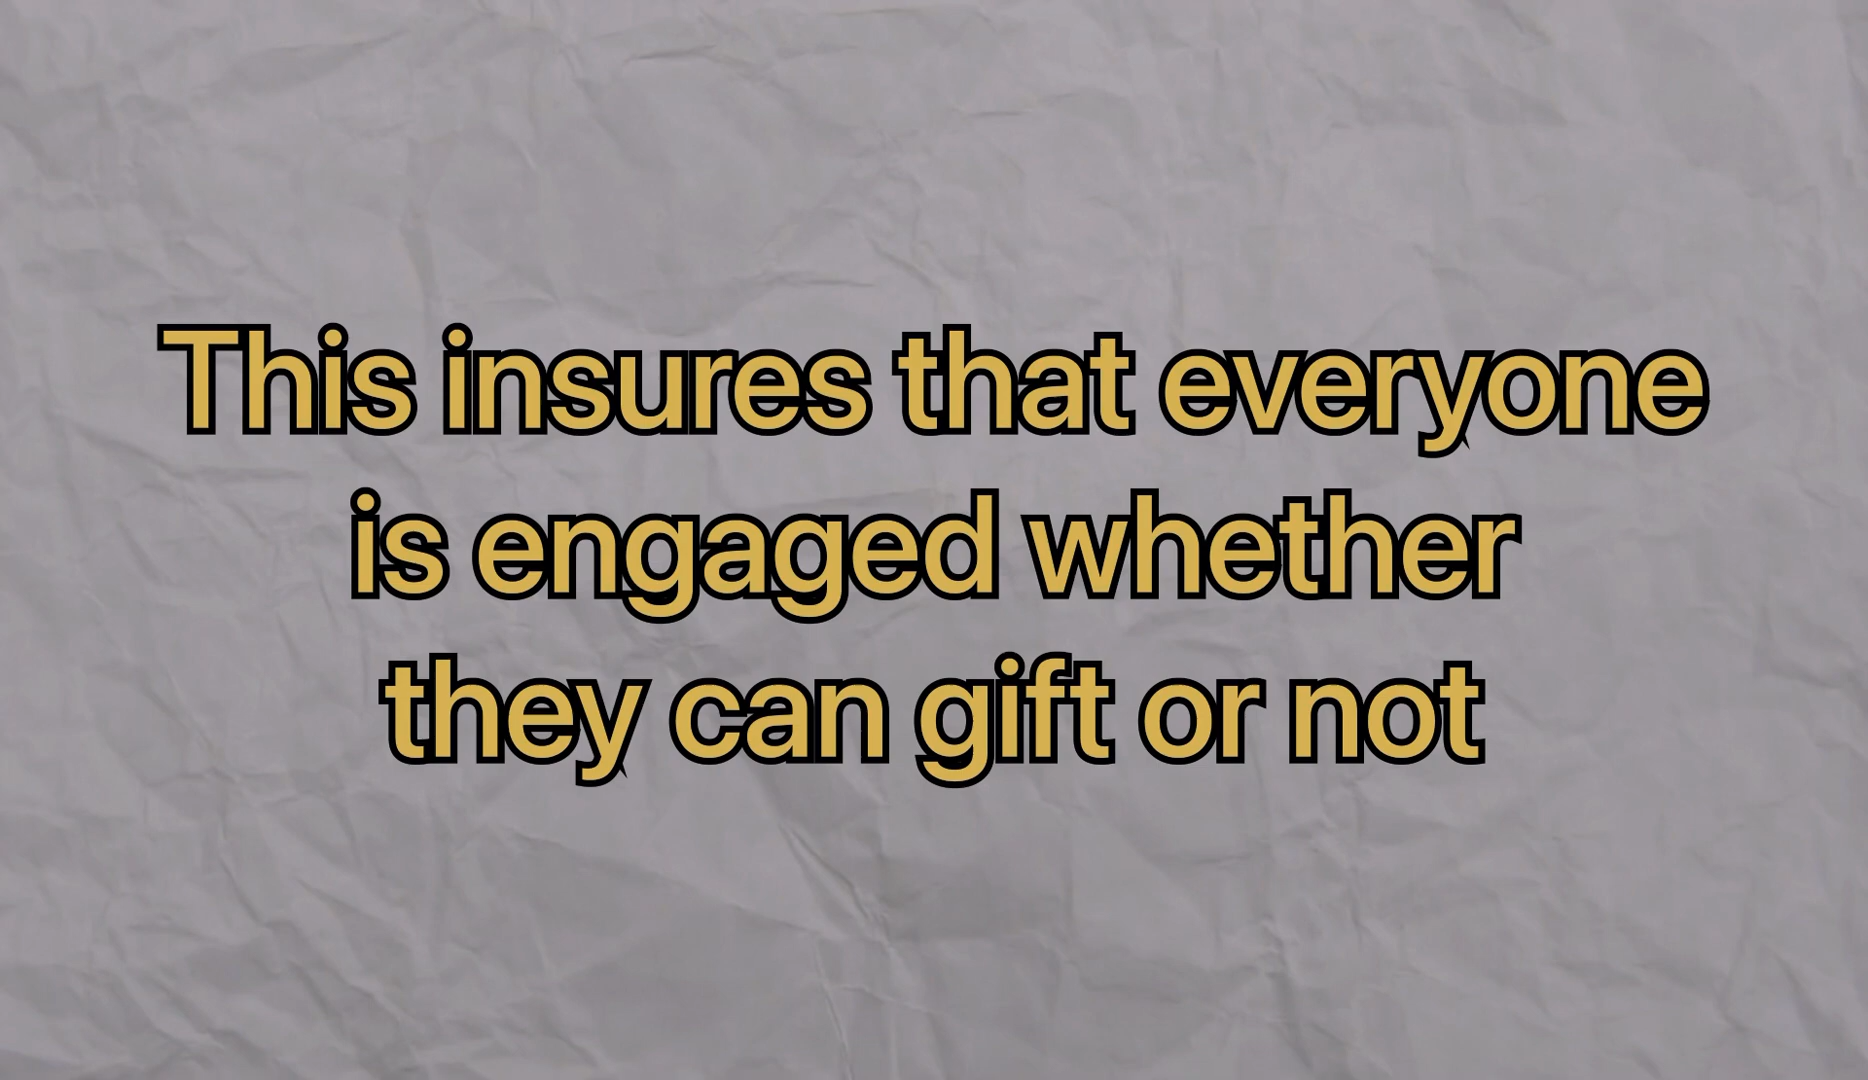 This insures that everyone
is engaged whether
they can gift or not